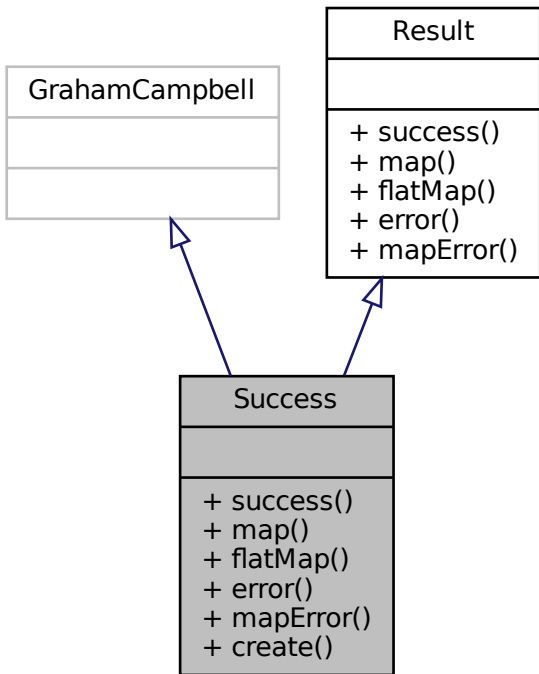 GrahamCampbell
Result
+ success()
+ map()
+ flatMap()
+ error()
+ mapError()
Success
+ success()
+ map()
+ flatMap()
+ error()
+ mapError()
+ create()